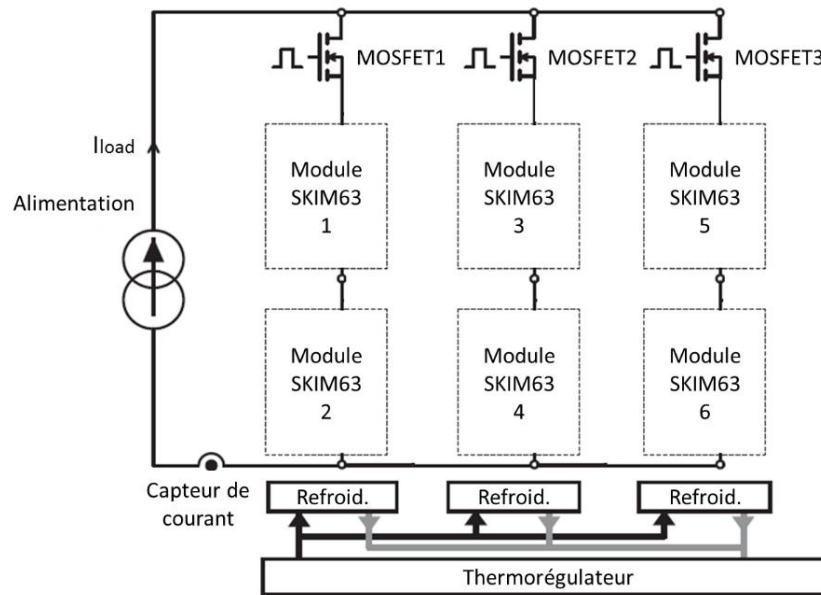 MOSFET1
MOSFET2
MOSFET3
Iload
Alimentation
Module
SKIM63
1
Module
SKIM63
3
Module
SKIM63
5
Module
SKIM63
2
Module
SKIM63
4
Module
SKIM63
6
Capteur de
courant
Refroid.
Refroid.
Refroid.
Thermorégulateur